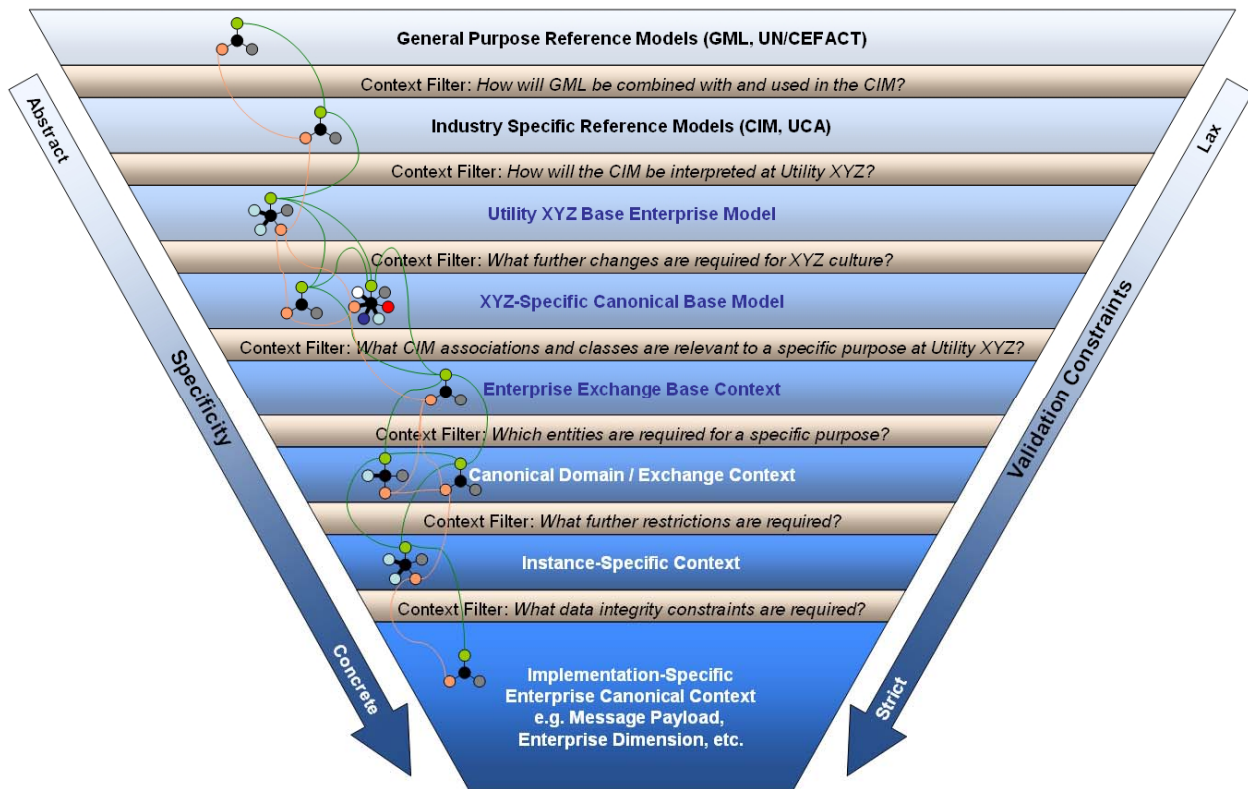 General Purpose Reference Models (GML, UN/CEFACT)
Context Filter: How will GML be combined with and used in the CIM?
Abstract
Lax
Industry Specific Reference Models (CIM, UCA)
Context Filter: How will the CIM be interpreted at Utility XYZ?
Utility XYZ Base Enterprise Model
Context Filter: What further changes are required for XYZ culture?
XYZ-Specific Canonical Base Model
Context Filter: What CIM associations and classes are relevant to a specific purpose at Utility XYZ?
Specificity
Validation Constraints
Enterprise Exchange Base Context
Context Filter: Which entities are required for a specific purpose?
Canonical Domain / Exchange Context
Context Filter: What further restrictions are required?
Instance-Specific Context
Context Filter: What data integrity constraints are required?
Concrete
Strict
Implementation-Specific
Enterprise Canonical Context
e.g. Message Payload,
Enterprise Dimension, etc.